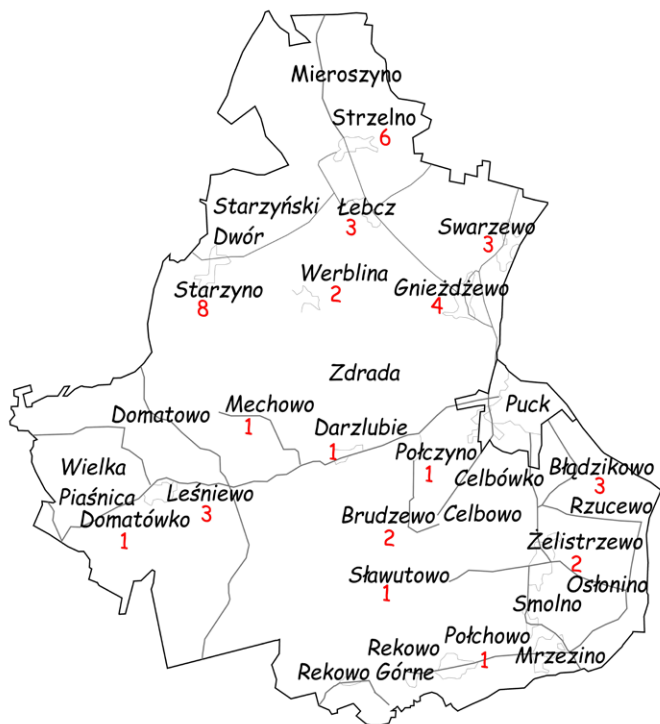 Mieroszyno
Strzelno
6
Starzyński
Dwór
Łebcz
3
Swarzewo
3
Starzyno
8
Werblina
2
Gnieżdżewo
4
Zdrada
Domatowo
Mechowo
1
Darzlubie
1
Puck
Połczyno
1
Celbówko
Błądzikowo
3
Wielka
Piaśnica
Leśniewo
3
Domatówko
1
Brudzewo
2
Celbowo
Rzucewo
Żelistrzewo
2
Sławutowo
1
Osłonino
Smolno
Połchowo
1
Rekowo
Mrzezino
Rekowo Górne